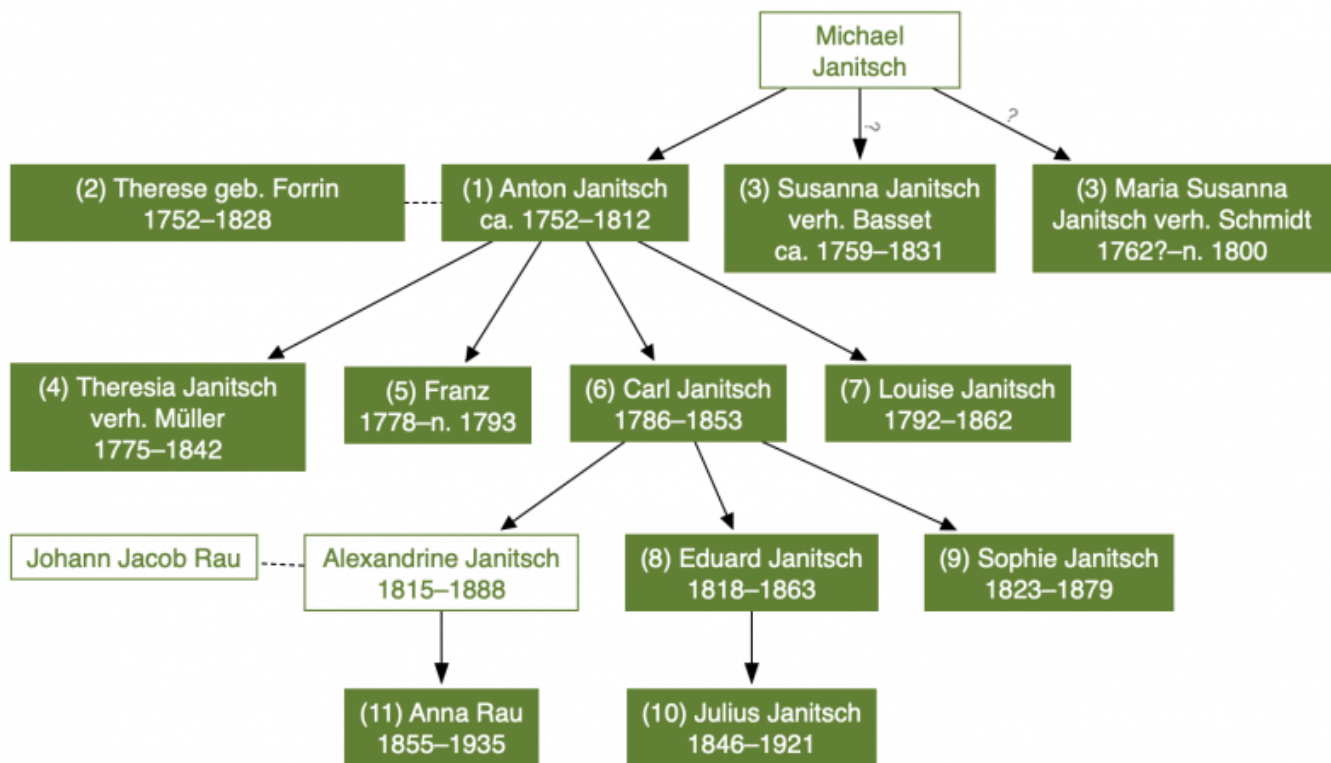 Michael
Janitsch
?
?
(2) Therese geb. Forrin
1752–1828
(1) Anton Janitsch
ca. 1752–1812
(3) Susanna Janitsch
verh. Basset
ca. 1759–1831
(3) Maria Susanna
Janitsch verh. Schmidt
1762?–n. 1800
(4) Theresia Janitsch
verh. Müller
1775–1842
(5) Franz
1778–n. 1793
(6) Carl Janitsch
1786–1853
(7) Louise Janitsch
1792–1862
Johann Jacob Rau
Alexandrine Janitsch
1815–1888
(8) Eduard Janitsch
1818–1863
(9) Sophie Janitsch
1823–1879
(11) Anna Rau
1855–1935
(10) Julius Janitsch
1846–1921